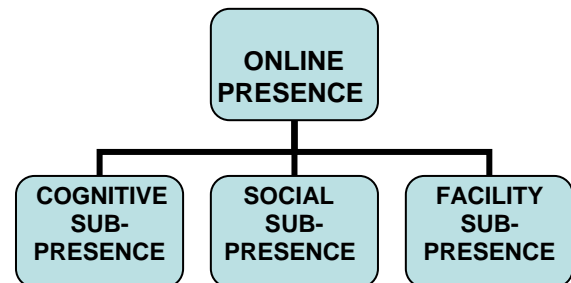 ONLINE
PRESENCE
COGNITIVE
SUB-
PRESENCE
SOCIAL
SUB-
PRESENCE
FACILITY
SUB-
PRESENCE